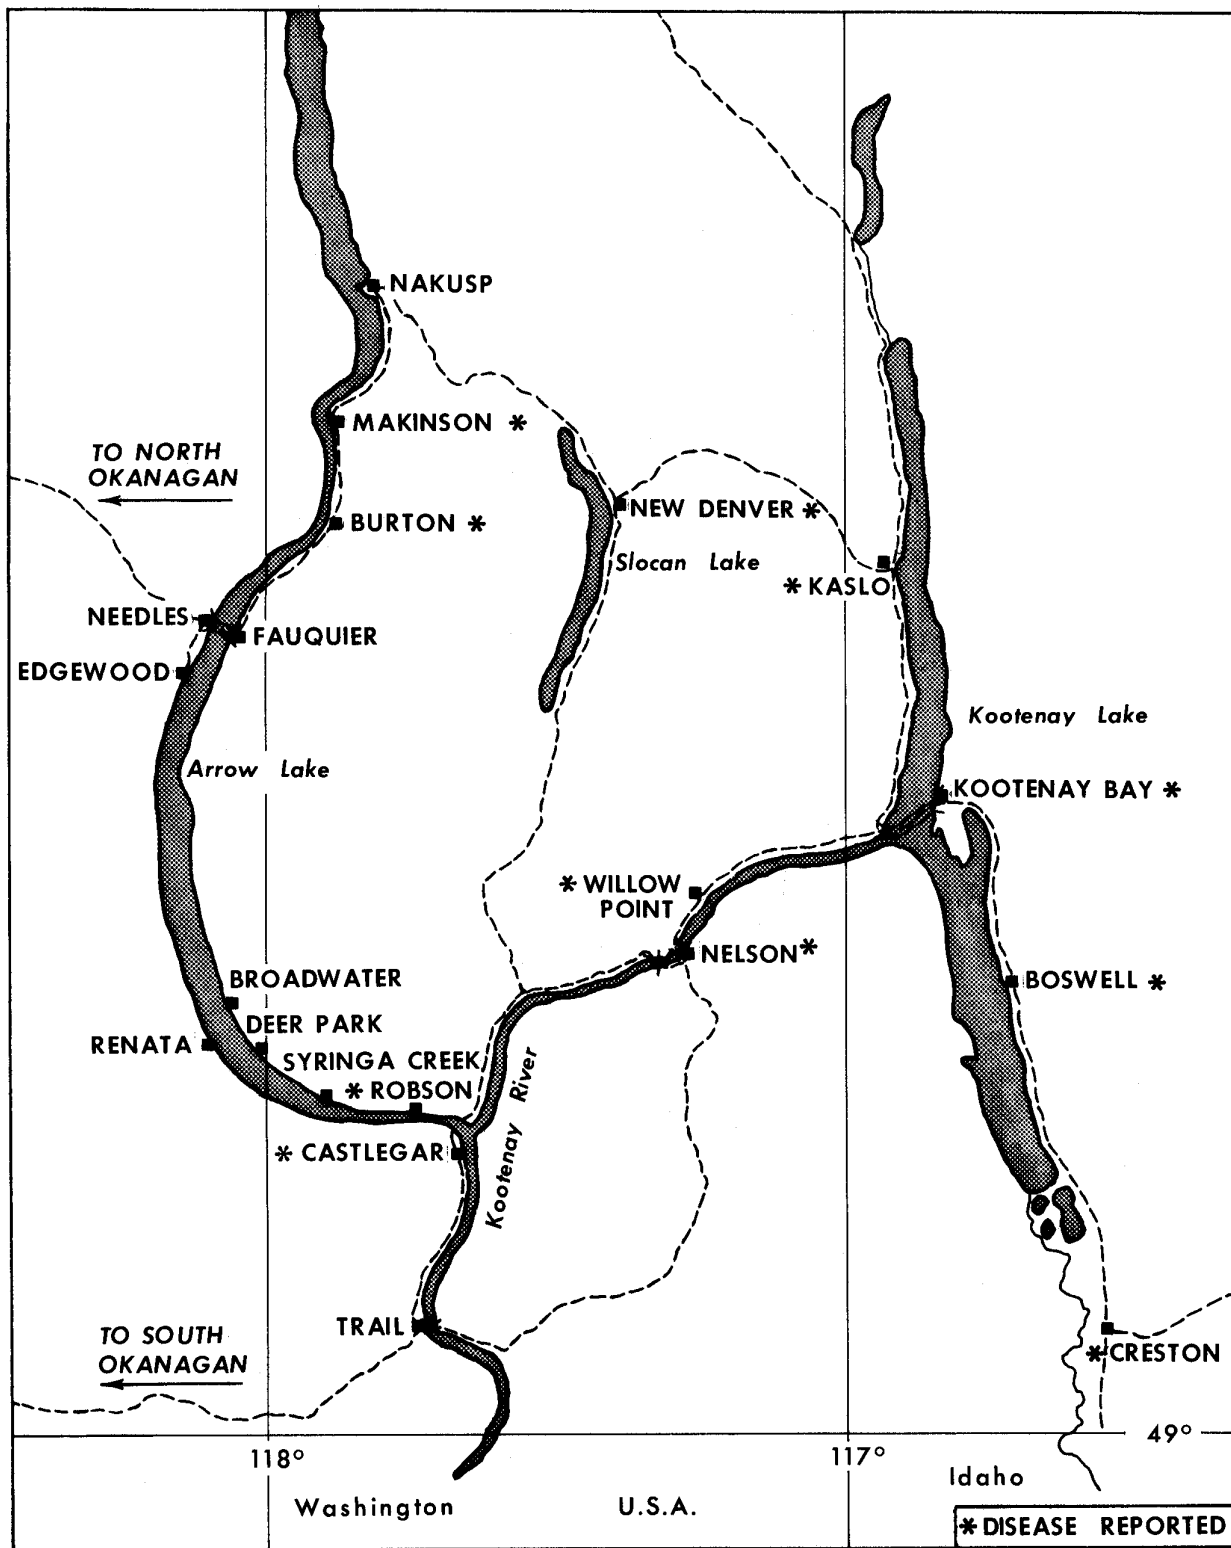 NAKUSP
MAKINSON *
TO NORTH
OKANAGAN
BURTON *
NEW DENVER *
Slocan Lake
* KASLO
NEEDLES
FAUQUIER
EDGEWOOD
Kootenay Lake
Arrow Lake
KOOTENAY BAY *
* WILLOW
POINT
NELSON *
BROADWATER
BOSWELL *
DEER PARK
RENATA
SYRINGA CREEK
* ROBSON
Kootenay River
* CASTLEGAR
TRAIL
TO SOUTH
OKANAGAN
* CRESTON
49°
118°
117°
Idaho
Washington U.S.A.
* DISEASE REPORTED